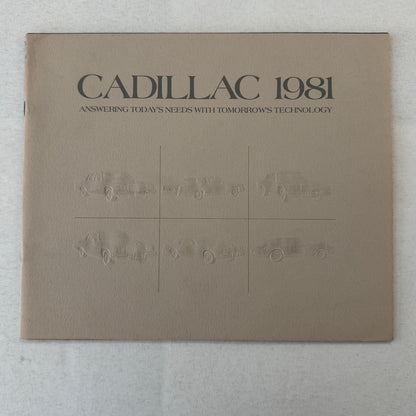 CADILLAC 1981
ANSWERING TODAY'S NEEDS WITH TOMORROW'S TECHNOLOGY